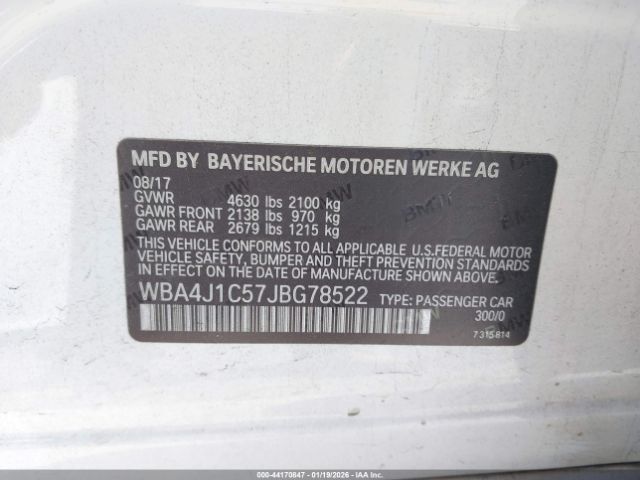 MFD BY BAYERISCHE MOTOREN WERKE AG
08/17
GVWR 4630 lbs 2100 kg
GAWR FRONT 2138 lbs 970 kg
GAWR REAR 2679 lbs 1215 kg
THIS VEHICLE CONFORMS TO ALL APPLICABLE U.S.FEDERAL MOTOR
VEHICLE SAFETY, BUMPER AND THEFT PREVENTION STANDARDS
IN EFFECT ON THE DATE OF MANUFACTURE SHOWN ABOVE.
WBA4J1C57JBG78522 TYPE: PASSENGER CAR
300/0
7315814
000-44170847 - 01/19/2026 - IAAI.COM